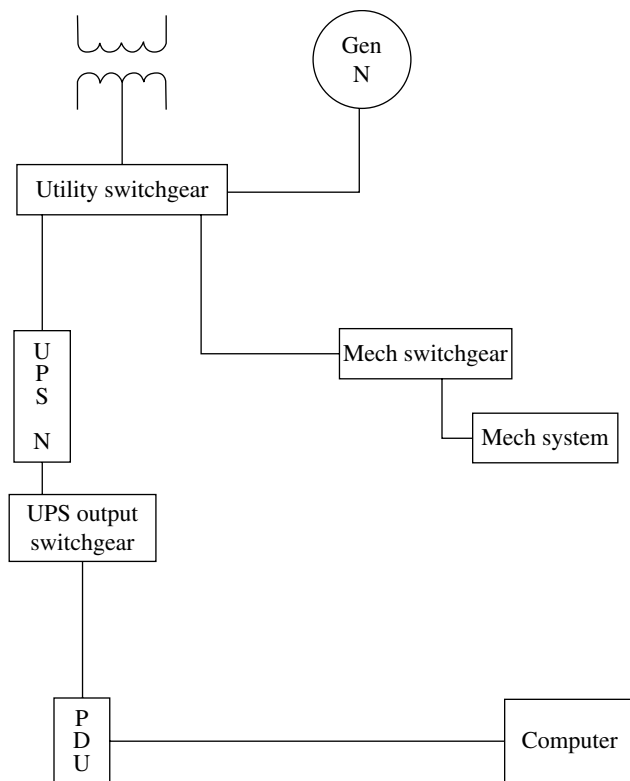 Gen
N
Utility switchgear
U
P
S
N
Mech switchgear
Mech system
UPS output
switchgear
P
D
U
Computer